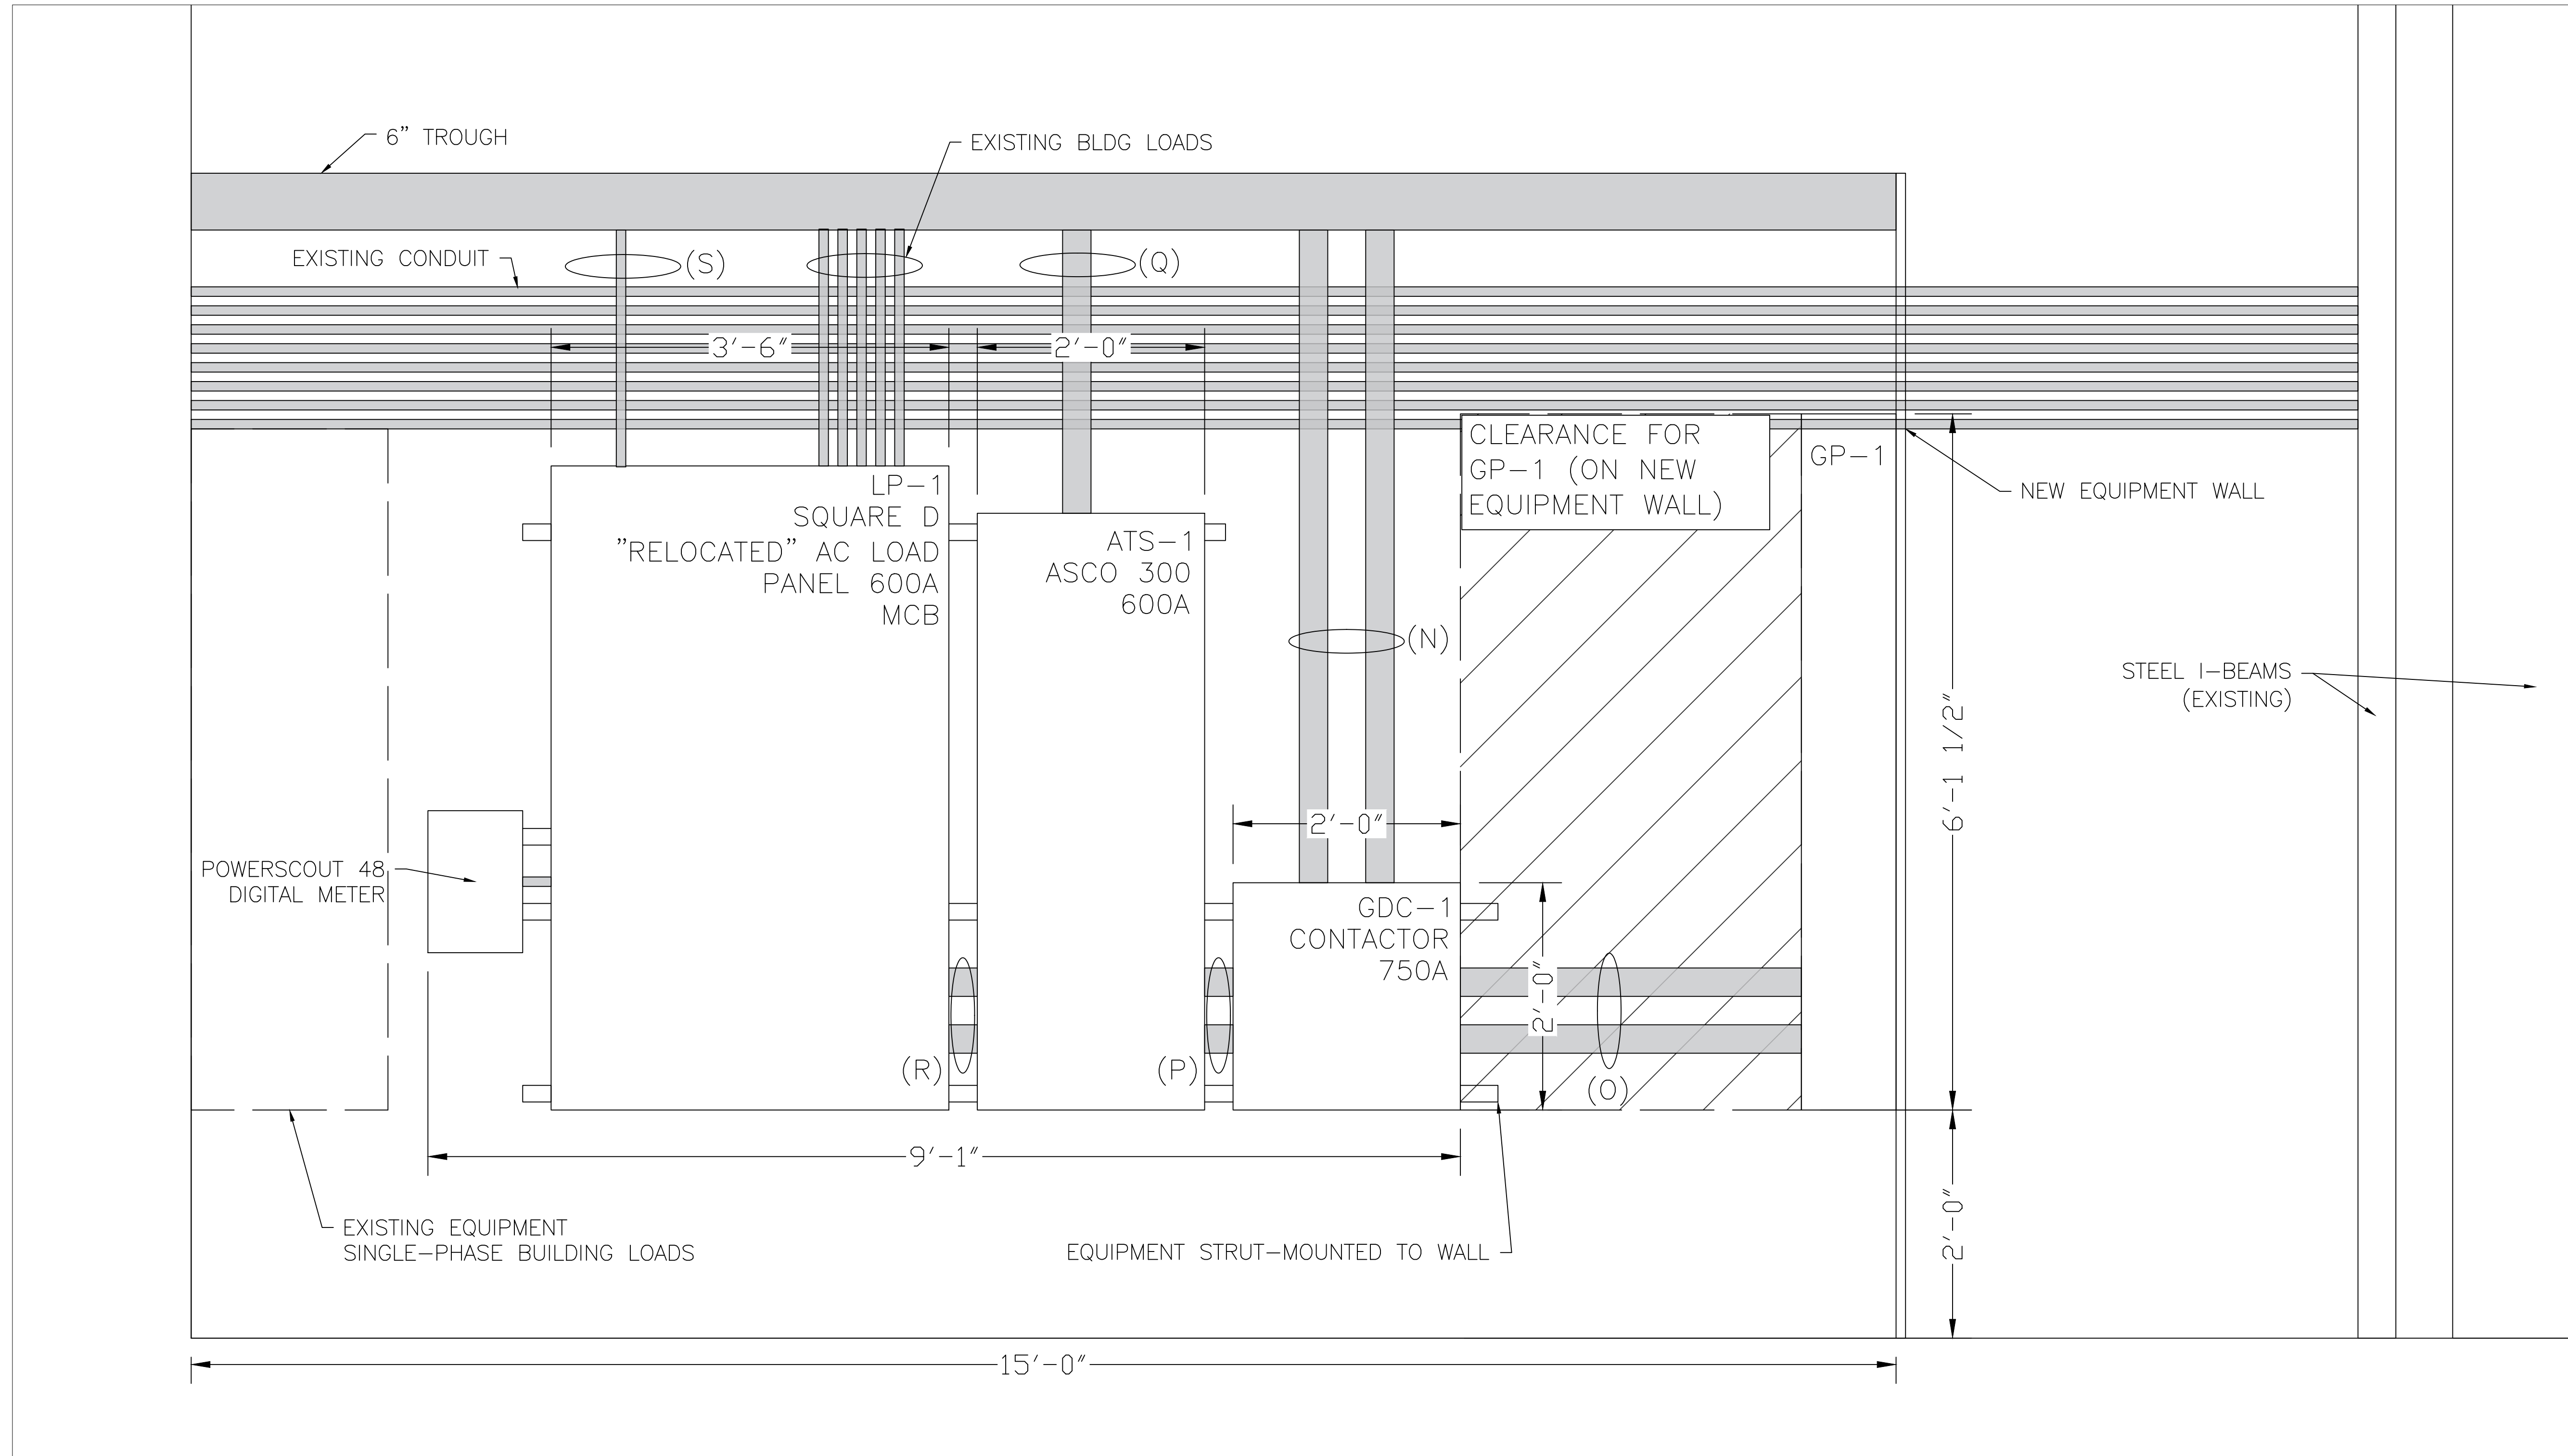 6” TROUGH
EXISTING BLDG LOADS
EXISTING CONDUIT
(S)
(Q)
3'-6"
2'-0"
CLEARANCE FOR
GP-1 (ON NEW
EQUIPMENT WALL)
GP-1
NEW EQUIPMENT WALL
LP-1
SQUARE D
”RELOCATED” AC LOAD
PANEL 600A
MCB
ATS-1
ASCO 300
600A
(N)
STEEL I-BEAMS
(EXISTING)
6'-1 1/2"
2'-0"
POWERSCOUT 48
DIGITAL METER
GDC-1
CONTACTOR
750A
2'-0"
(R)
(P)
(O)
9'-1"
EXISTING EQUIPMENT
SINGLE-PHASE BUILDING LOADS
EQUIPMENT STRUT-MOUNTED TO WALL
2'-0"
15'-0"